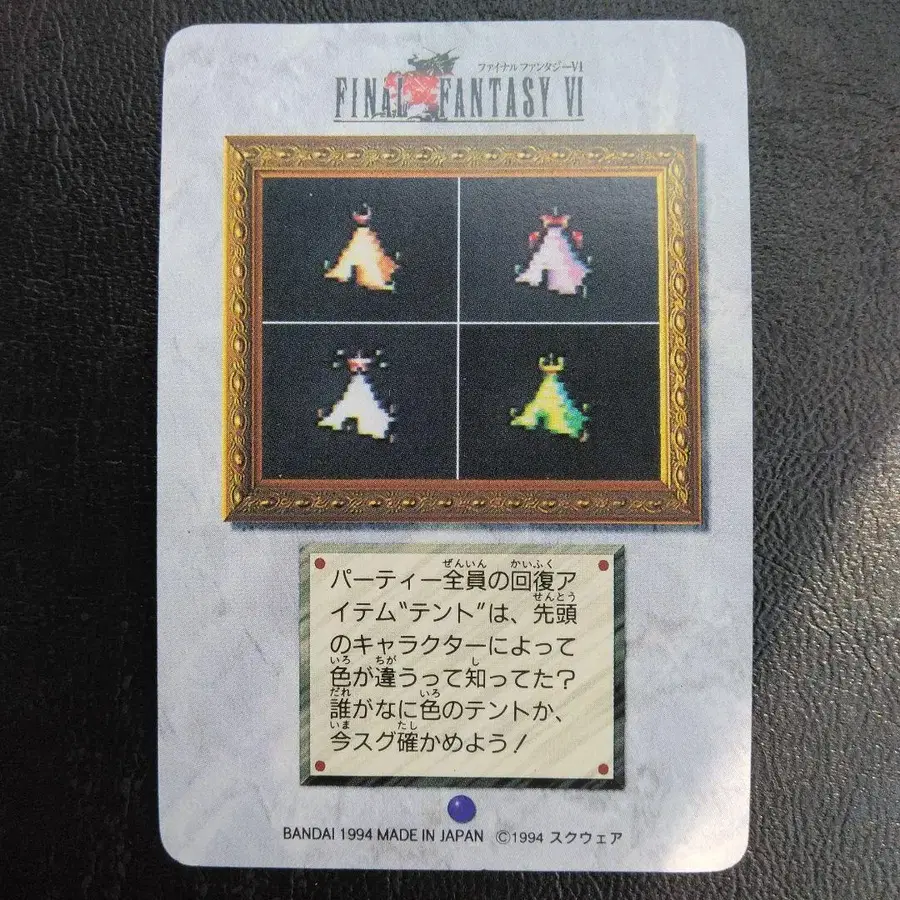 ファイナルファンタジーVI
FINAL FANTASY VI
ぜんいん かいふく
パーティー全員の回復ア
せんとう
イテム"テント"は、先頭
のキャラクターによって
いろ ちが し
色が違うって知ってた？
だれ いろ
誰がなに色のテントか、
いま たし
今スグ確かめよう！
BANDAI 1994 MADE IN JAPAN ©1994 スクウェア